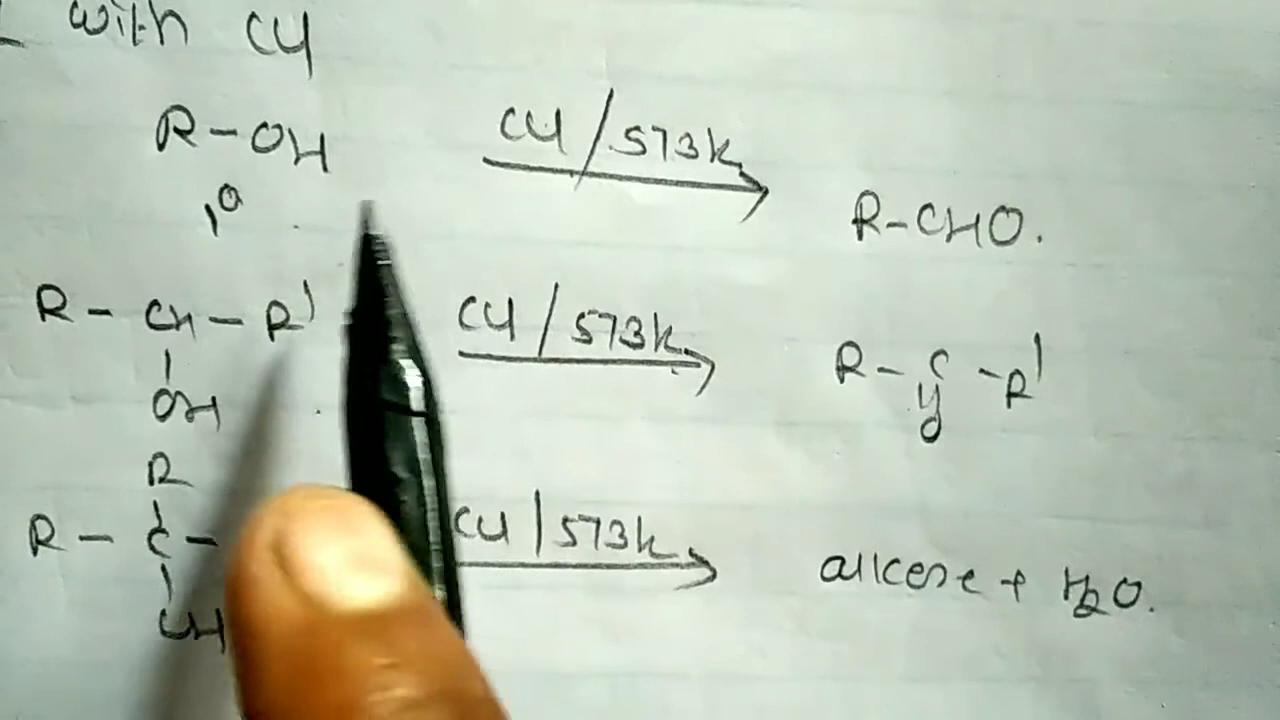 with Cu
R-OH Cu/573K R-CHO.
1°
R-CH-R' Cu/573K R-C-R'
OH O
R
R-C- Cu/573K alkene + H2O.
OH